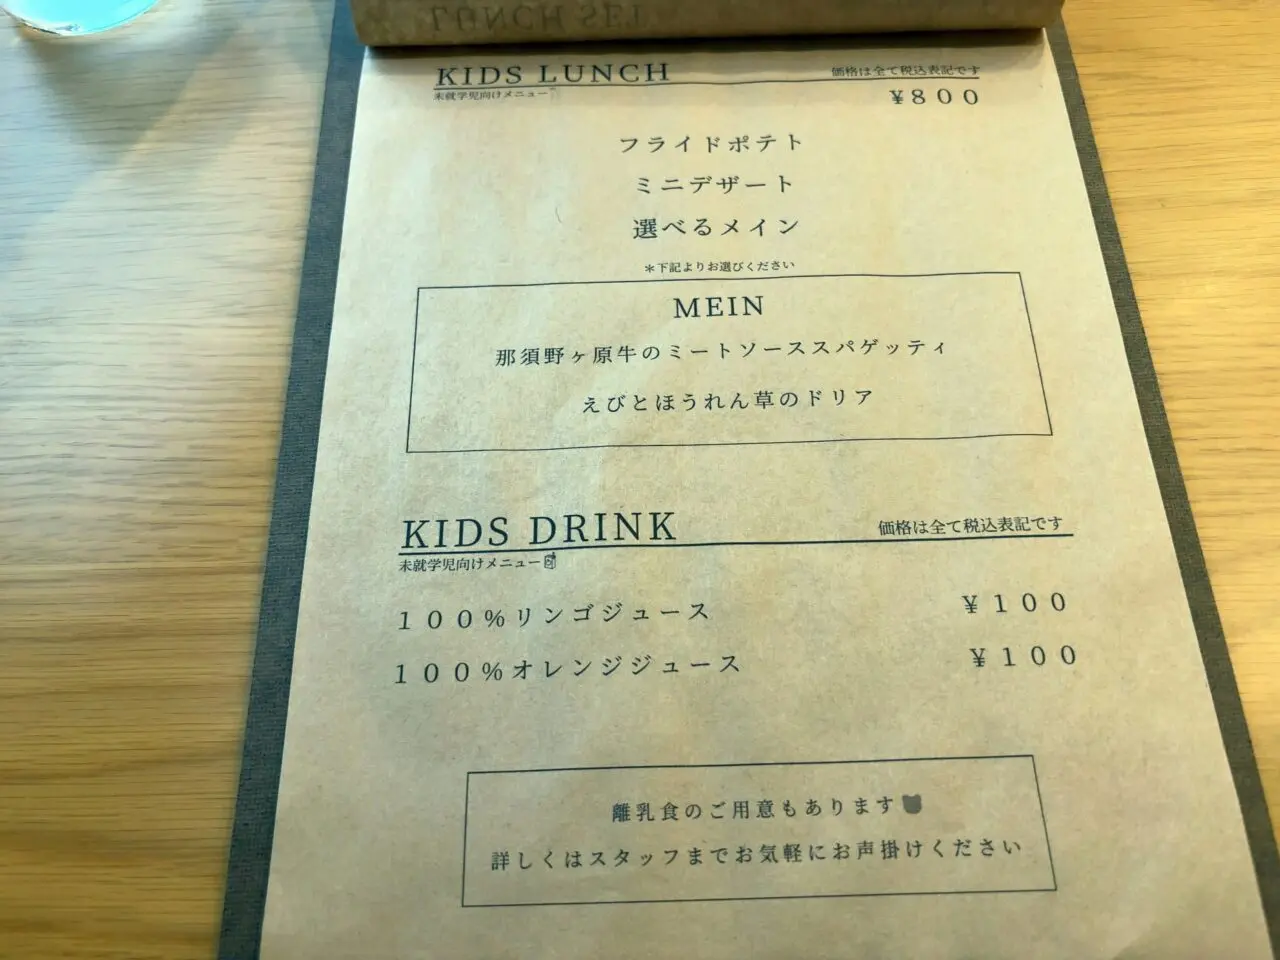 LUNCH SET
KIDS LUNCH
価格は全て税込表記です
未就学児向けメニュー
¥800
フライドポテト
ミニデザート
選べるメイン
*下記よりお選びください
MEIN
那須野ヶ原牛のミートソーススパゲッティ
えびとほうれん草のドリア
KIDS DRINK
価格は全て税込表記です
未就学児向けメニュー
100%リンゴジュース ¥100
100%オレンジジュース ¥100
離乳食のご用意もあります
詳しくはスタッフまでお気軽にお声掛けください